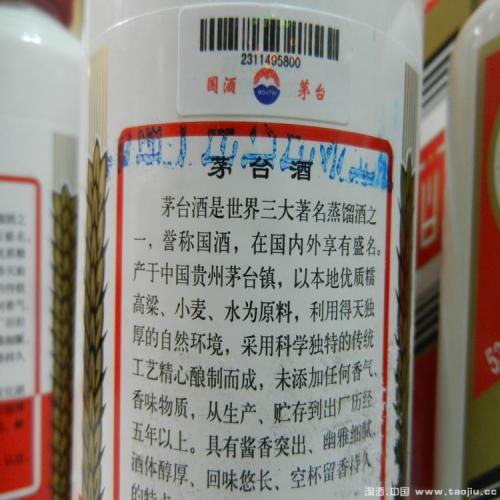 2311495800
国酒 MOUTAI 茅台
茅台酒
茅台酒是世界三大著名蒸馏酒之
一，誉称国酒，在国内外享有盛名。
产于中国贵州茅台镇，以本地优质糯
高粱、小麦、水为原料，利用得天独
厚的自然环境，采用科学独特的传统
工艺精心酿制而成，未添加任何香气、
香味物质，从生产、贮存到出厂历经
五年以上。具有酱香突出、幽雅细腻、
酒体醇厚、回味悠长、空杯留香持久
的特点
淘酒.中国 www.taojiu.cc